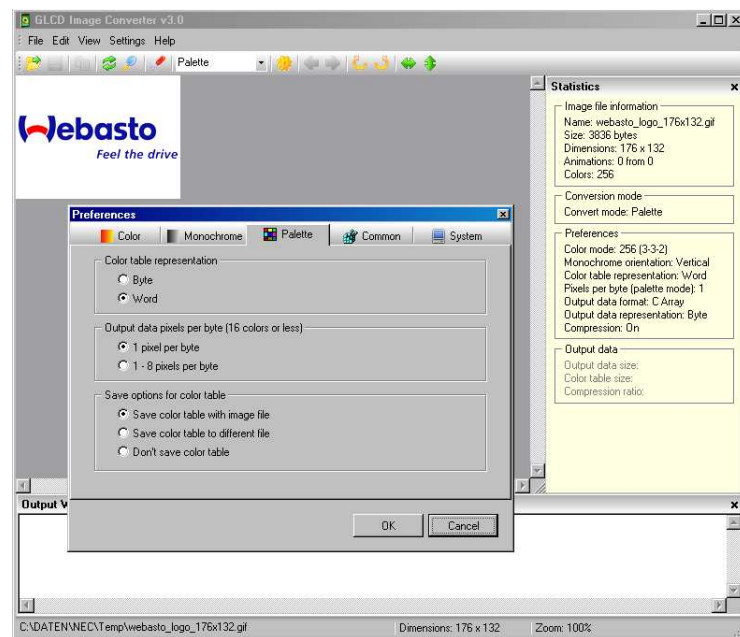 GLCD Image Converter v3.0
File Edit View Settings Help
Palette
Webasto
Feel the drive
Preferences
Color Monochrome Palette Common System
Color table representation
Byte
Word
Output data pixels per byte (16 colors or less)
1 pixel per byte
1 - 8 pixels per byte
Save options for color table
Save color table with image file
Save color table to different file
Don't save color table
OK Cancel
Statistics
Image file information
Name: webasto_logo_176x132.gif
Size: 3836 bytes
Dimensions: 176 x 132
Animations: 0 from 0
Colors: 256
Conversion mode
Convert mode: Palette
Preferences
Color mode: 256 (3-3-2)
Monochrome orientation: Vertical
Color table representation: Word
Pixels per byte (palette mode): 1
Output data format: C Array
Output data representation: Byte
Compression: On
Output data
Output data size:
Color table size:
Compression ratio:
Output
C:\DATEN\NEC\Temp\webasto_logo_176x132.gif
Dimensions: 176 x 132
Zoom: 100%